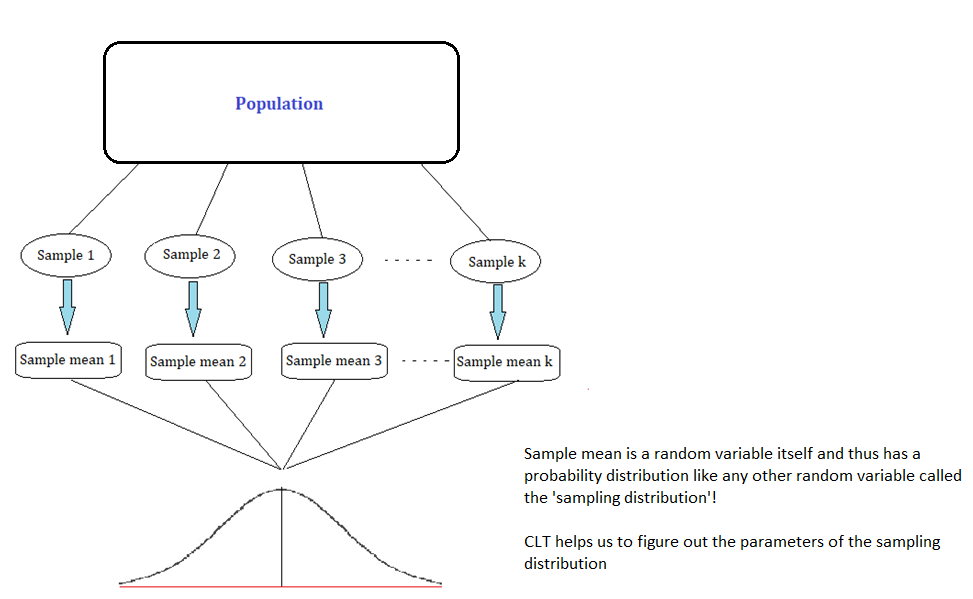 Population
Sample 1
Sample 2
Sample 3
- - - - -
Sample k
Sample mean 1
Sample mean 2
Sample mean 3
- - - - -
Sample mean k
Sample mean is a random variable itself and thus has a
probability distribution like any other random variable called
the 'sampling distribution'!
CLT helps us to figure out the parameters of the sampling
distribution